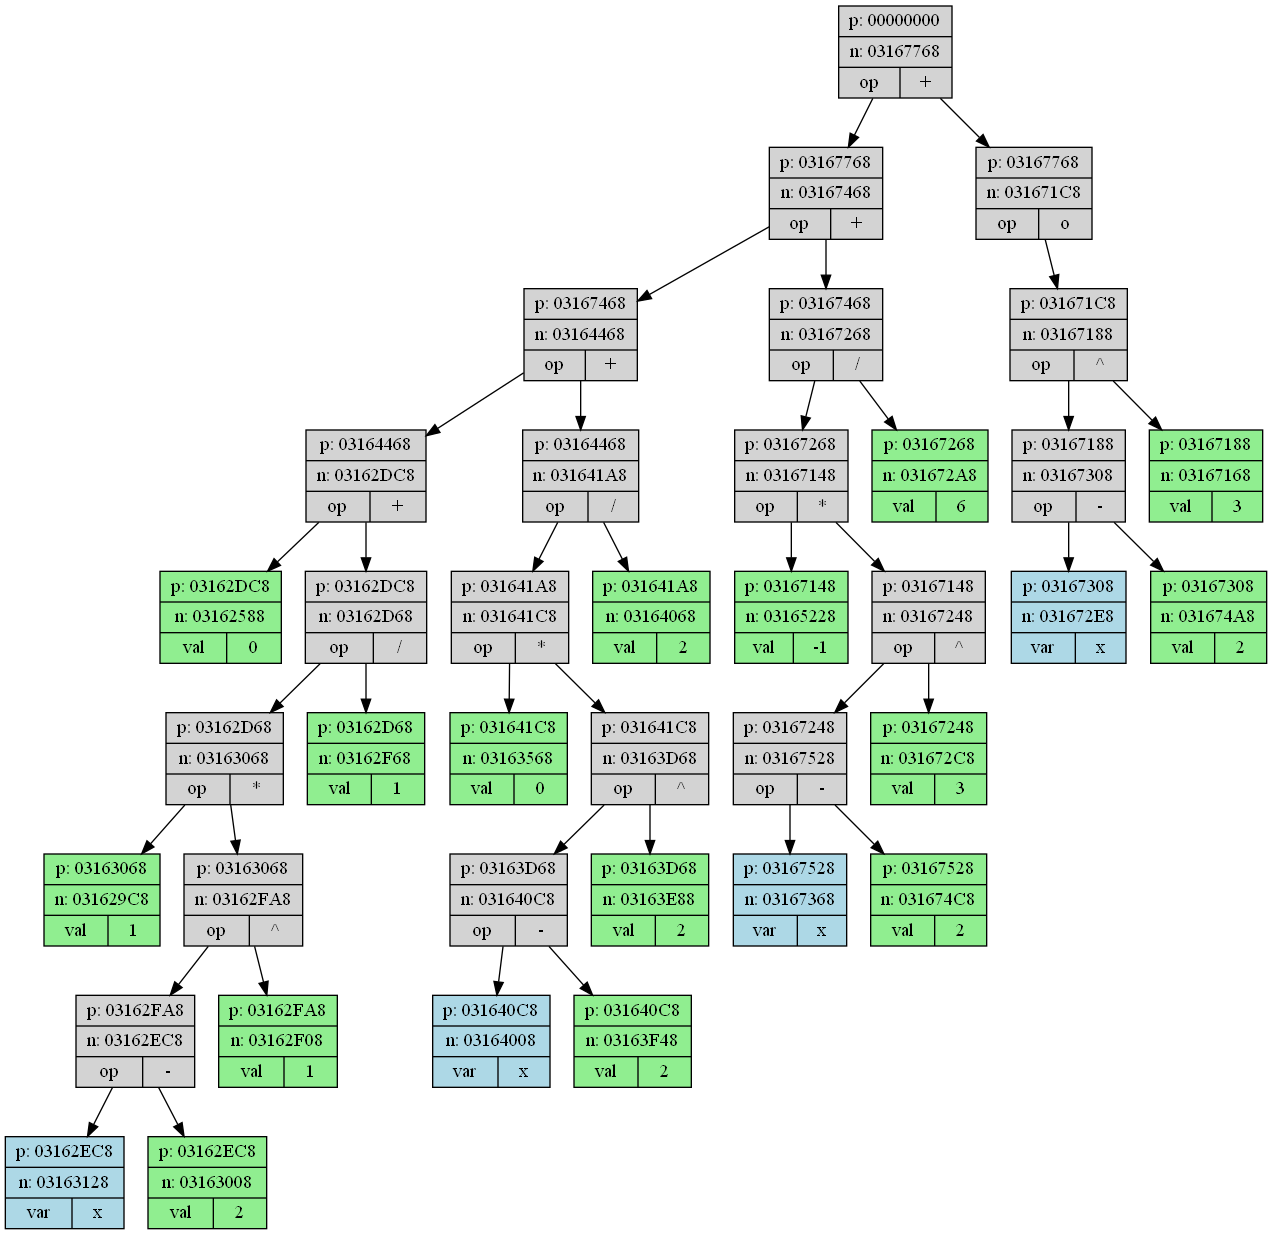 p: 00000000
n: 03167768
op +
p: 03167768
n: 03167468
op +
p: 03167768
n: 031671C8
op o
p: 03167468
n: 03164468
op +
p: 03167468
n: 03167268
op /
p: 031671C8
n: 03167188
op ^
p: 03164468
n: 03162DC8
op +
p: 03164468
n: 031641A8
op /
p: 03167268
n: 03167148
op *
p: 03167268
n: 031672A8
val 6
p: 03167188
n: 03167308
op -
p: 03167188
n: 03167168
val 3
p: 03162DC8
n: 03162588
val 0
p: 03162DC8
n: 03162D68
op /
p: 031641A8
n: 031641C8
op *
p: 031641A8
n: 03164068
val 2
p: 03167148
n: 03165228
val -1
p: 03167148
n: 03167248
op ^
p: 03167308
n: 031672E8
var x
p: 03167308
n: 031674A8
val 2
p: 03162D68
n: 03163068
op *
p: 03162D68
n: 03162F68
val 1
p: 031641C8
n: 03163568
val 0
p: 031641C8
n: 03163D68
op ^
p: 03167248
n: 03167528
op -
p: 03167248
n: 031672C8
val 3
p: 03163068
n: 031629C8
val 1
p: 03163068
n: 03162FA8
op ^
p: 03163D68
n: 031640C8
op -
p: 03163D68
n: 03163E88
val 2
p: 03167528
n: 03167368
var x
p: 03167528
n: 031674C8
val 2
p: 03162FA8
n: 03162EC8
op -
p: 03162FA8
n: 03162F08
val 1
p: 031640C8
n: 03164008
var x
p: 031640C8
n: 03163F48
val 2
p: 03162EC8
n: 03163128
var x
p: 03162EC8
n: 03163008
val 2